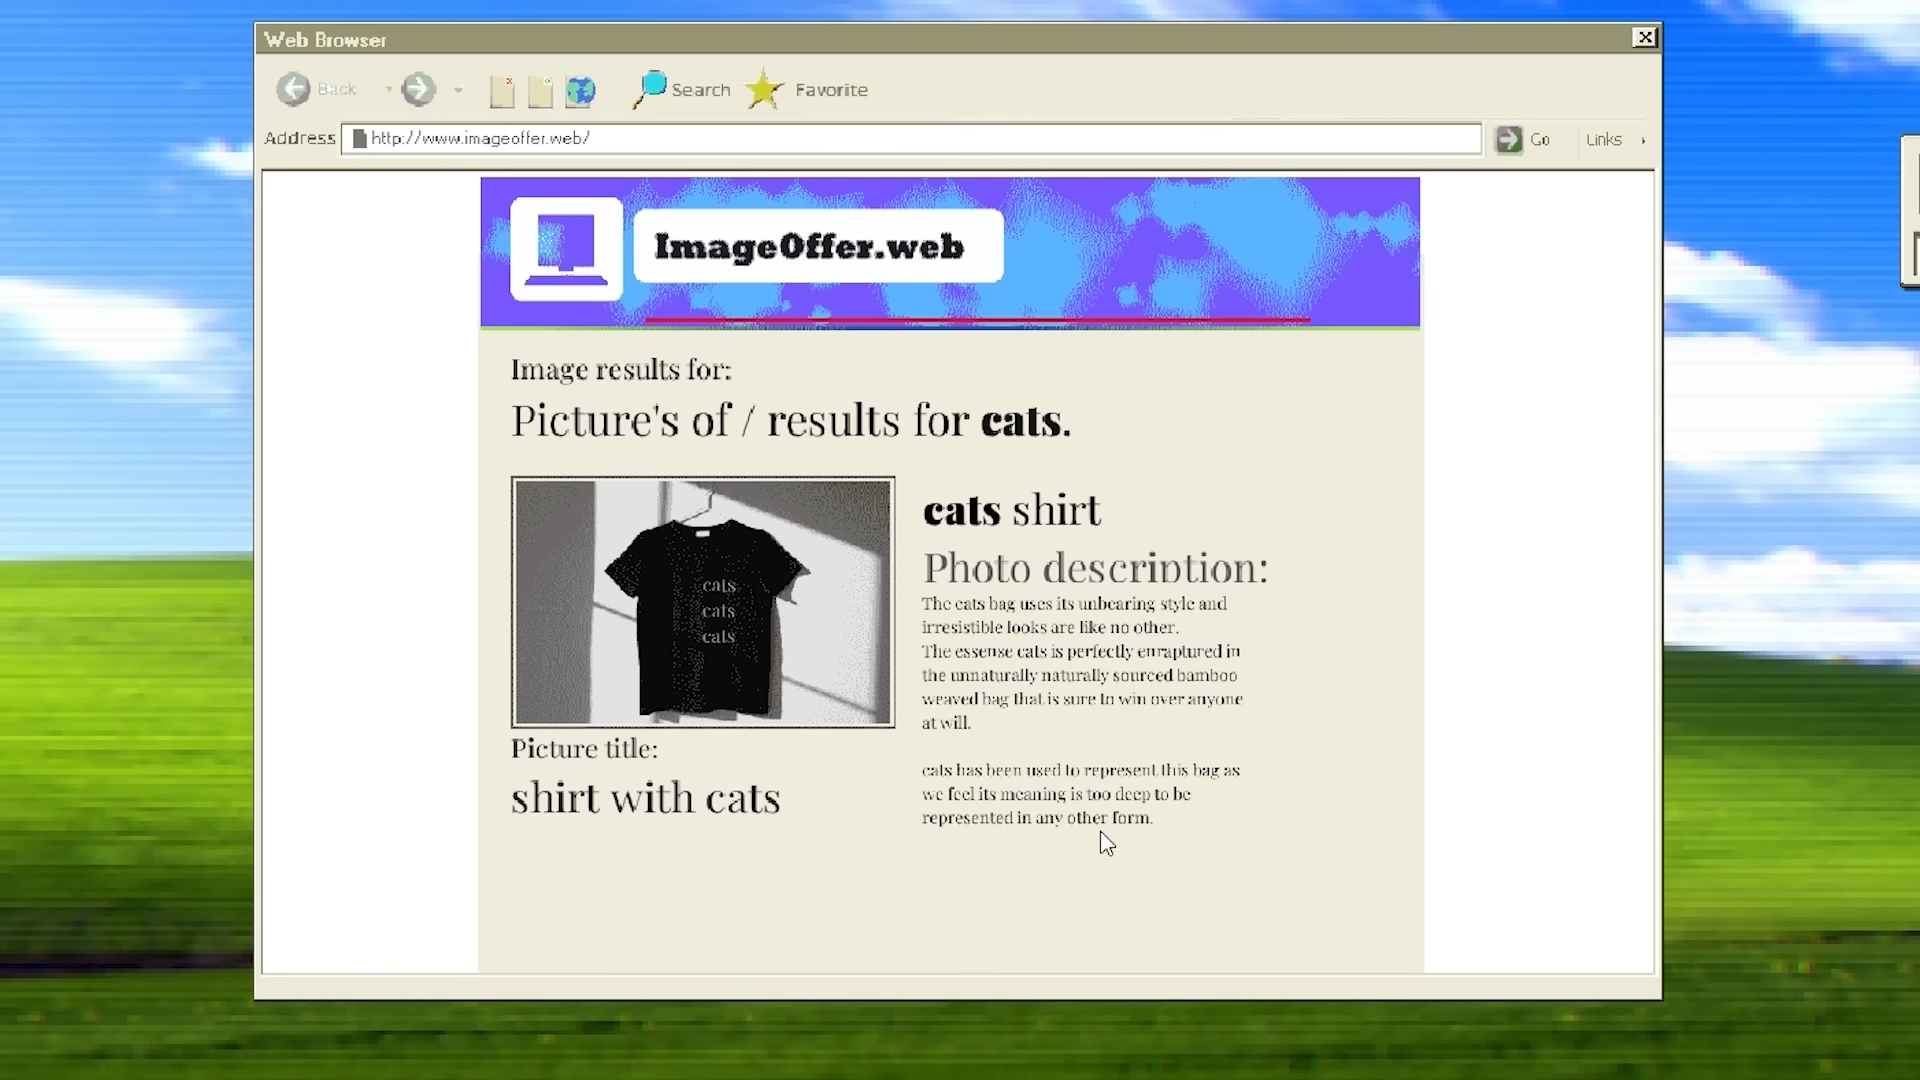 Web Browser
Back
Search
Favorite
Address
http://www.imageoffer.web/
Go
Links
ImageOffer.web
Image results for:
Picture's of / results for cats.
cats
cats
cats
cats shirt
Photo description:
The cats bag uses its unbearing style and
irresistible looks are like no other.
The essense cats is perfectly enraptured in
the unnaturally naturally sourced bamboo
weaved bag that is sure to win over anyone
at will.
cats has been used to represent this bag as
we feel its meaning is too deep to be
represented in any other form.
Picture title:
shirt with cats